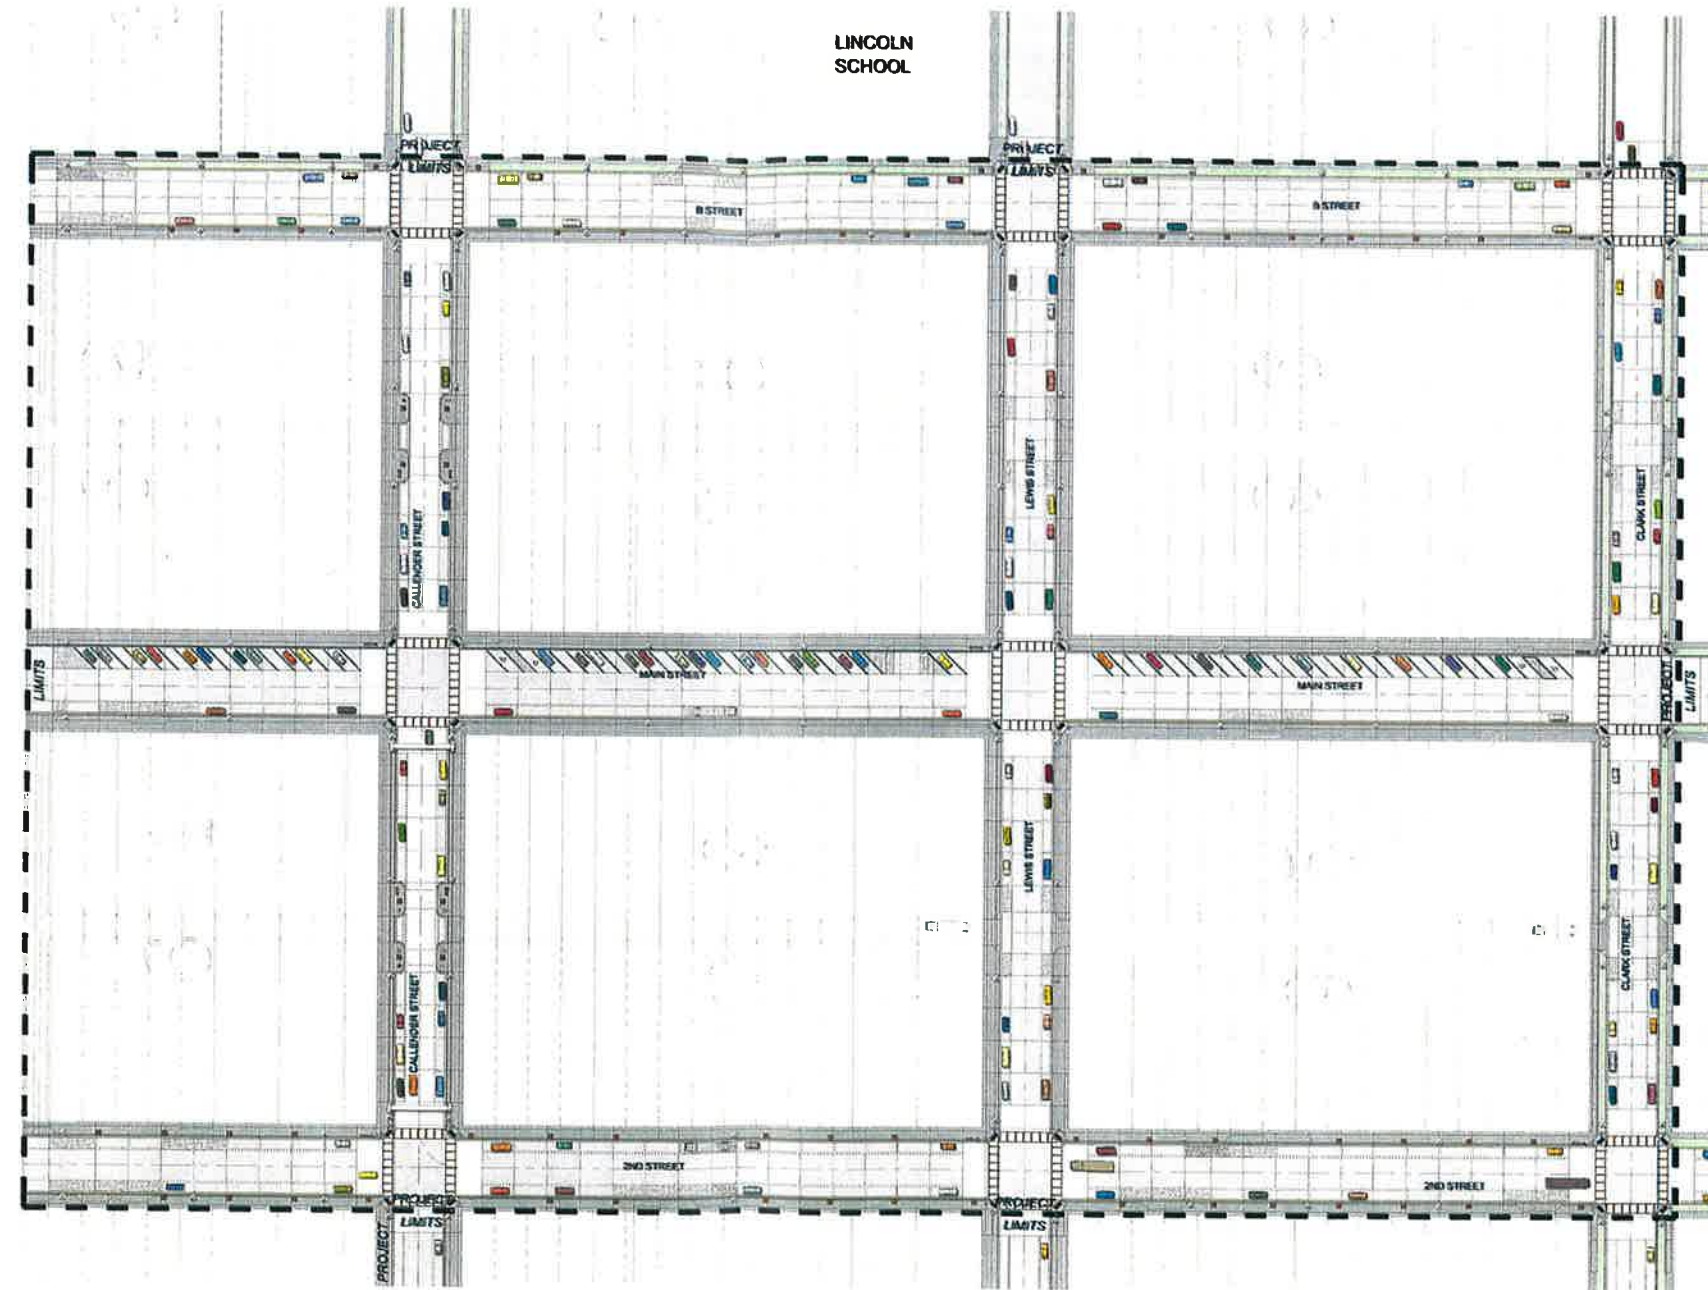 LINCOLN
SCHOOL
PROJECT
LIMITS
PROJECT
LIMITS
B STREET
B STREET
CALLENDER STREET
LEWIS STREET
CLARK STREET
LIMITS
MAIN STREET
MAIN STREET
PROJECT
LIMITS
LEWIS STREET
CLARK STREET
CALLENDER STREET
2ND STREET
2ND STREET
PROJECT
LIMITS
PROJECT
LIMITS
PROJECT